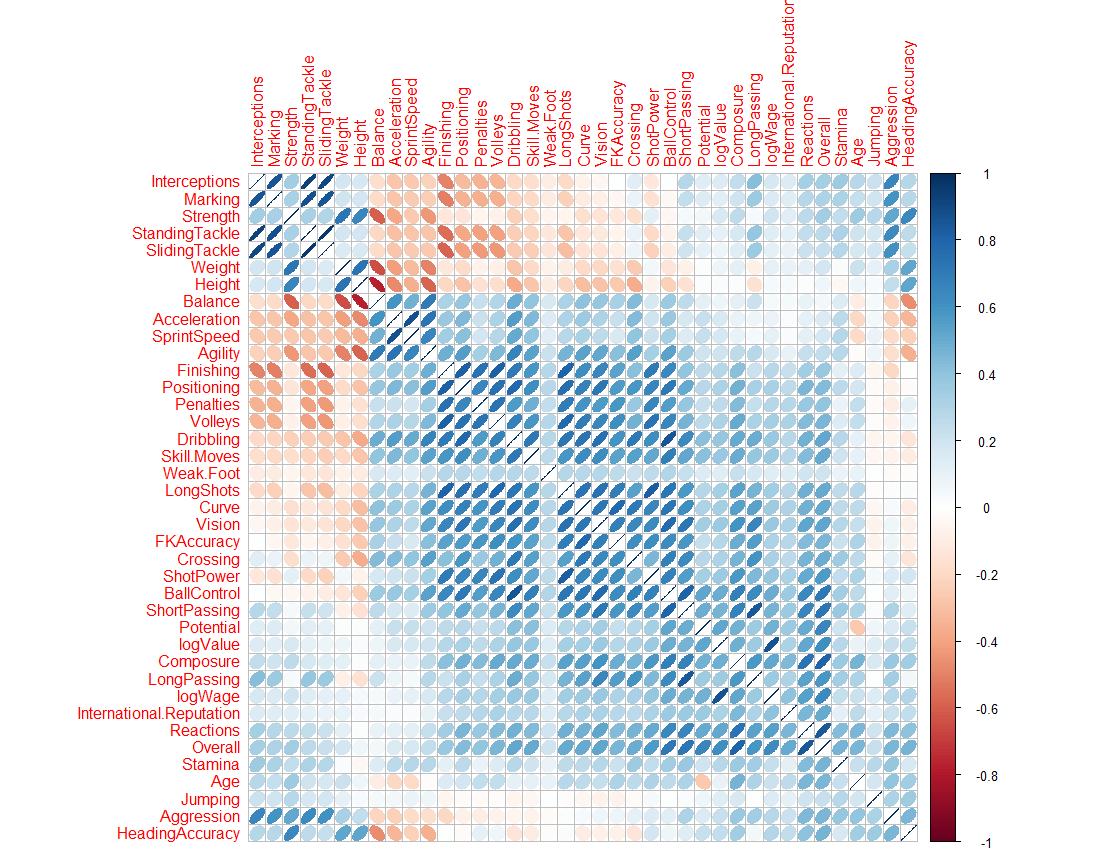 Interceptions
Marking
Strength
StandingTackle
SlidingTackle
Weight
Height
Balance
Acceleration
SprintSpeed
Agility
Finishing
Positioning
Penalties
Volleys
Dribbling
Skill.Moves
Weak.Foot
LongShots
Curve
Vision
FKAccuracy
Crossing
ShotPower
BallControl
ShortPassing
Potential
logValue
Composure
LongPassing
logWage
International.Reputation
Reactions
Overall
Stamina
Age
Jumping
Aggression
HeadingAccuracy
Interceptions
Marking
Strength
StandingTackle
SlidingTackle
Weight
Height
Balance
Acceleration
SprintSpeed
Agility
Finishing
Positioning
Penalties
Volleys
Dribbling
Skill.Moves
Weak.Foot
LongShots
Curve
Vision
FKAccuracy
Crossing
ShotPower
BallControl
ShortPassing
Potential
logValue
Composure
LongPassing
logWage
International.Reputation
Reactions
Overall
Stamina
Age
Jumping
Aggression
HeadingAccuracy
1
0.8
0.6
0.4
0.2
0
-0.2
-0.4
-0.6
-0.8
-1